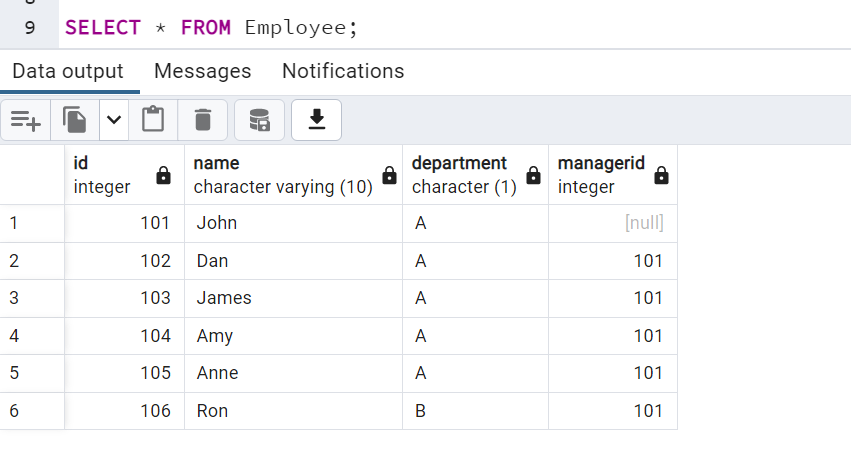 9 SELECT * FROM Employee;
Data output Messages Notifications
id name department managerid
integer character varying (10) character (1) integer
1 101 John A [null]
2 102 Dan A 101
3 103 James A 101
4 104 Amy A 101
5 105 Anne A 101
6 106 Ron B 101